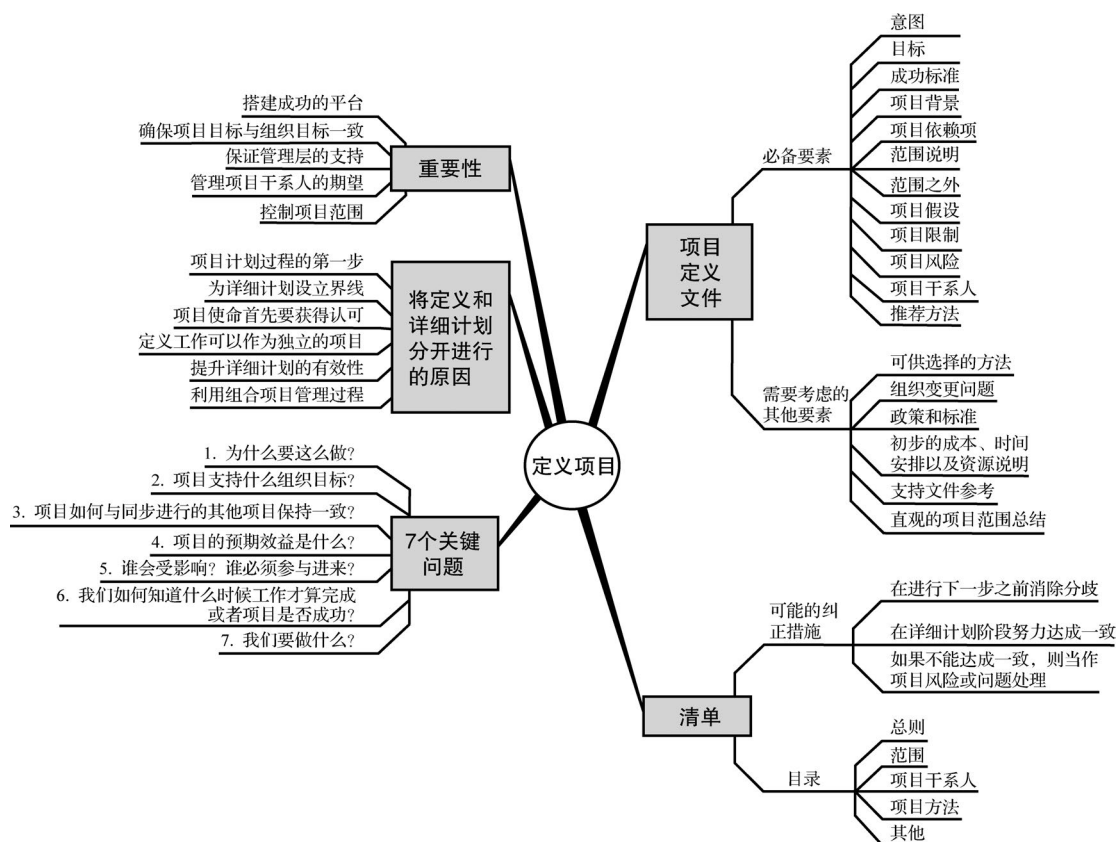 搭建成功的平台
确保项目目标与组织目标一致
保证管理层的支持
管理项目干系人的期望
控制项目范围
重要性
项目计划过程的第一步
为详细计划设立界线
项目使命首先要获得认可
定义工作可以作为独立的项目
提升详细计划的有效性
利用组合项目管理过程
将定义和
详细计划
分开进行
的原因
1. 为什么要这么做?
2. 项目支持什么组织目标?
3. 项目如何与同步进行的其他项目保持一致?
4. 项目的预期效益是什么?
5. 谁会受影响? 谁必须参与进来?
6. 我们如何知道什么时候工作才算完成
或者项目是否成功?
7. 我们要做什么?
7个关键
问题
定义项目
项目
定义
文件
必备要素
意图
目标
成功标准
项目背景
项目依赖项
范围说明
范围之外
项目假设
项目限制
项目风险
项目干系人
推荐方法
需要考虑的
其他要素
可供选择的方法
组织变更问题
政策和标准
初步的成本、时间
安排以及资源说明
支持文件参考
直观的项目范围总结
清单
可能的纠
正措施
在进行下一步之前消除分歧
在详细计划阶段努力达成一致
如果不能达成一致，则当作
项目风险或问题处理
目录
总则
范围
项目干系人
项目方法
其他